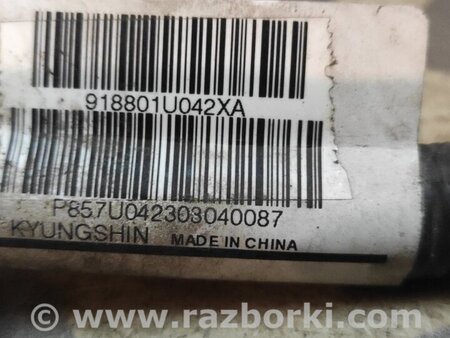 918801U042XA
P857U042303040087
KYUNGSHIN MADE IN CHINA
© www.razborki.com